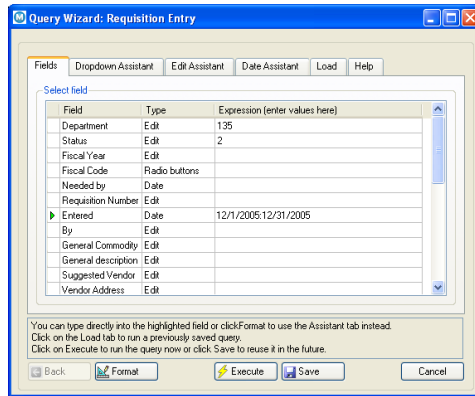 Query Wizard: Requisition Entry
Fields Dropdown Assistant Edit Assistant Date Assistant Load Help
Select field
Field Type Expression (enter values here)
Department Edit 135
Status Edit 2
Fiscal Year Edit
Fiscal Code Radio buttons
Needed by Date
Requisition Number Edit
Entered Date 12/1/2005:12/31/2005
By Edit
General Commodity Edit
General description Edit
Suggested Vendor Edit
Vendor Address Edit
You can type directly into the highlighted field or clickFormat to use the Assistant tab instead.
Click on the Load tab to run a previously saved query.
Click on Execute to run the query now or click Save to reuse it in the future.
Back Format Execute Save Cancel